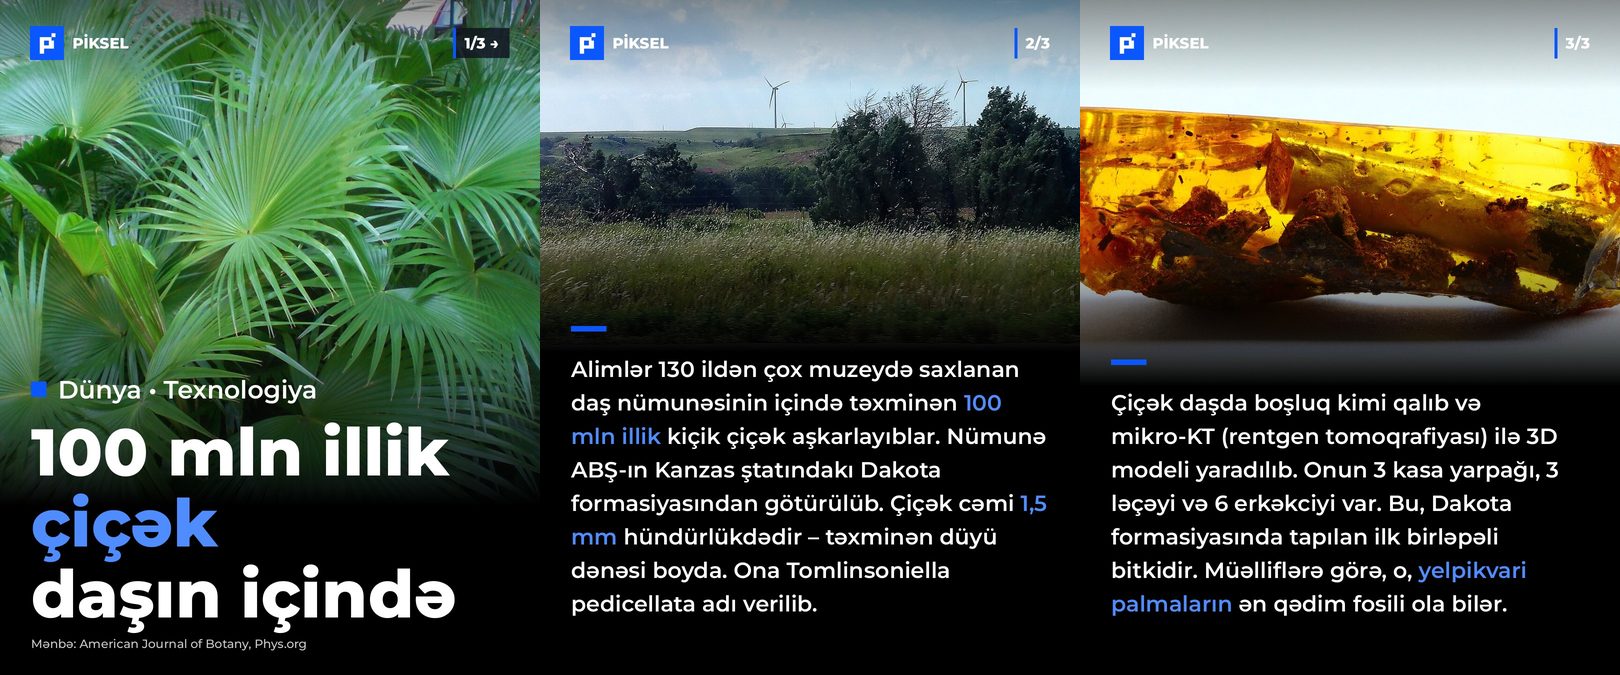 PİKSEL
1/3 →
Dünya • Texnologiya
100 mln illik
çiçək
daşın içində
Mənbə: American Journal of Botany, Phys.org
PİKSEL
2/3
Alimlər 130 ildən çox muzeydə saxlanan
daş nümunəsinin içində təxminən 100
mln illik kiçik çiçək aşkarlayıblar. Nümunə
ABŞ-ın Kanzas ştatındakı Dakota
formasiyasından götürülüb. Çiçək cəmi 1,5
mm hündürlükdədir – təxminən düyü
dənəsi boyda. Ona Tomlinsoniella
pedicellata adı verilib.
PİKSEL
3/3
Çiçək daşda boşluq kimi qalıb və
mikro-KT (rentgen tomoqrafiyası) ilə 3D
modeli yaradılıb. Onun 3 kasa yarpağı, 3
ləçəyi və 6 erkəkciyi var. Bu, Dakota
formasiyasında tapılan ilk birləpəli
bitkidir. Müəlliflərə görə, o, yelpikvari
palmaların ən qədim fosili ola bilər.